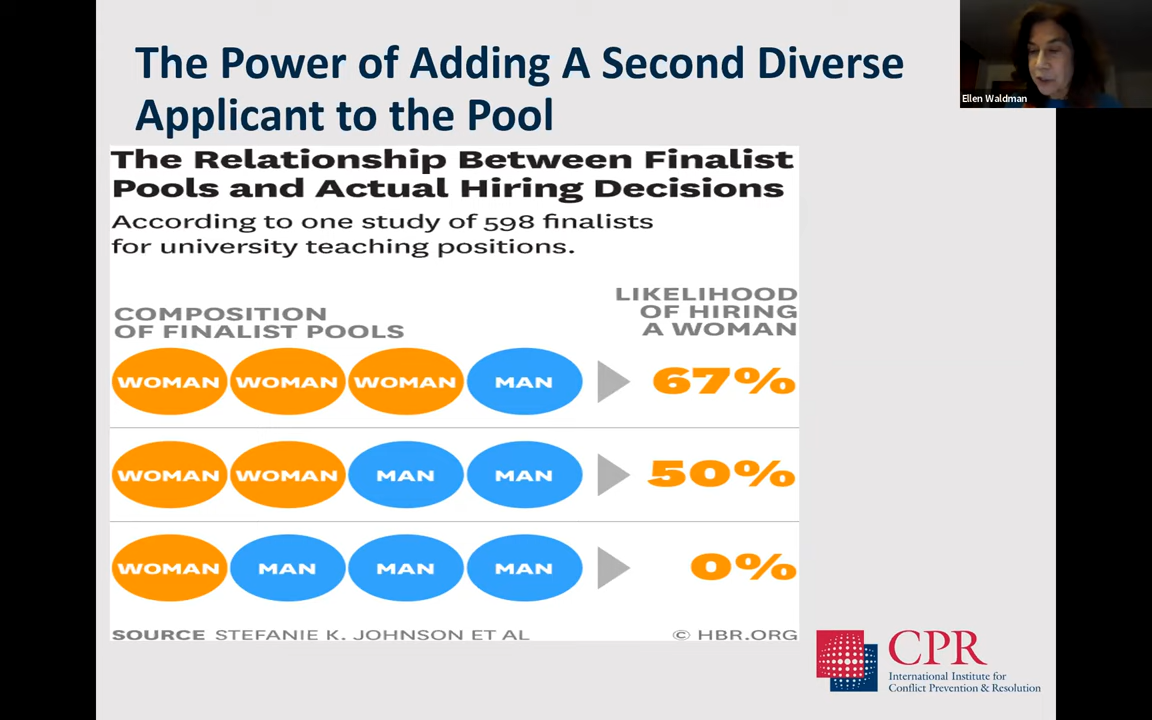 The Power of Adding A Second Diverse
Applicant to the Pool
Ellen Waldman
The Relationship Between Finalist
Pools and Actual Hiring Decisions
According to one study of 598 finalists
for university teaching positions.
COMPOSITION
OF FINALIST POOLS
LIKELIHOOD
OF HIRING
A WOMAN
WOMAN WOMAN WOMAN MAN 67%
WOMAN WOMAN MAN MAN 50%
WOMAN MAN MAN MAN 0%
SOURCE STEFANIE K. JOHNSON ET AL © HBR.ORG
CPR
International Institute for
Conflict Prevention & Resolution